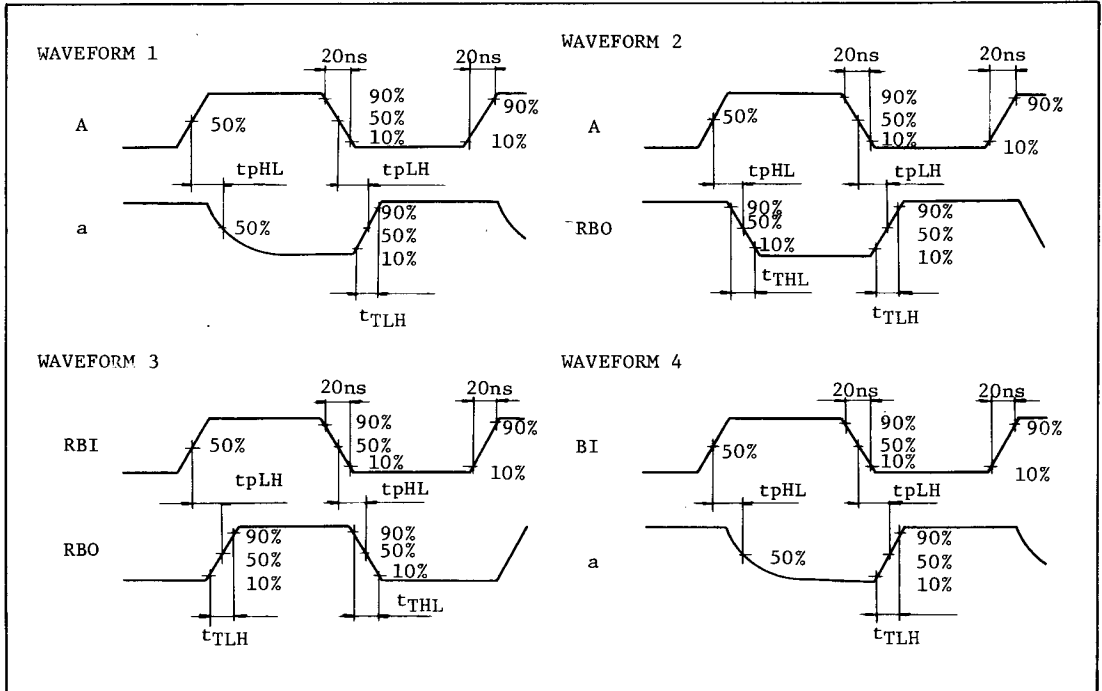 WAVEFORM 1
20ns
20ns
90%
90%
A
50%
50%
10%
10%
tpHL
tpLH
90%
a
50%
50%
10%
tTLH
WAVEFORM 2
20ns
20ns
90%
90%
A
50%
50%
10%
10%
tpHL
tpLH
90%
90%
RBO
50%
50%
10%
10%
tTHL
tTLH
WAVEFORM 3
20ns
20ns
90%
90%
RBI
50%
50%
10%
10%
tpLH
tpHL
90%
90%
RBO
50%
50%
10%
10%
tTLH
tTHL
WAVEFORM 4
20ns
20ns
90%
90%
BI
50%
50%
10%
10%
tpHL
tpLH
90%
a
50%
50%
10%
tTLH